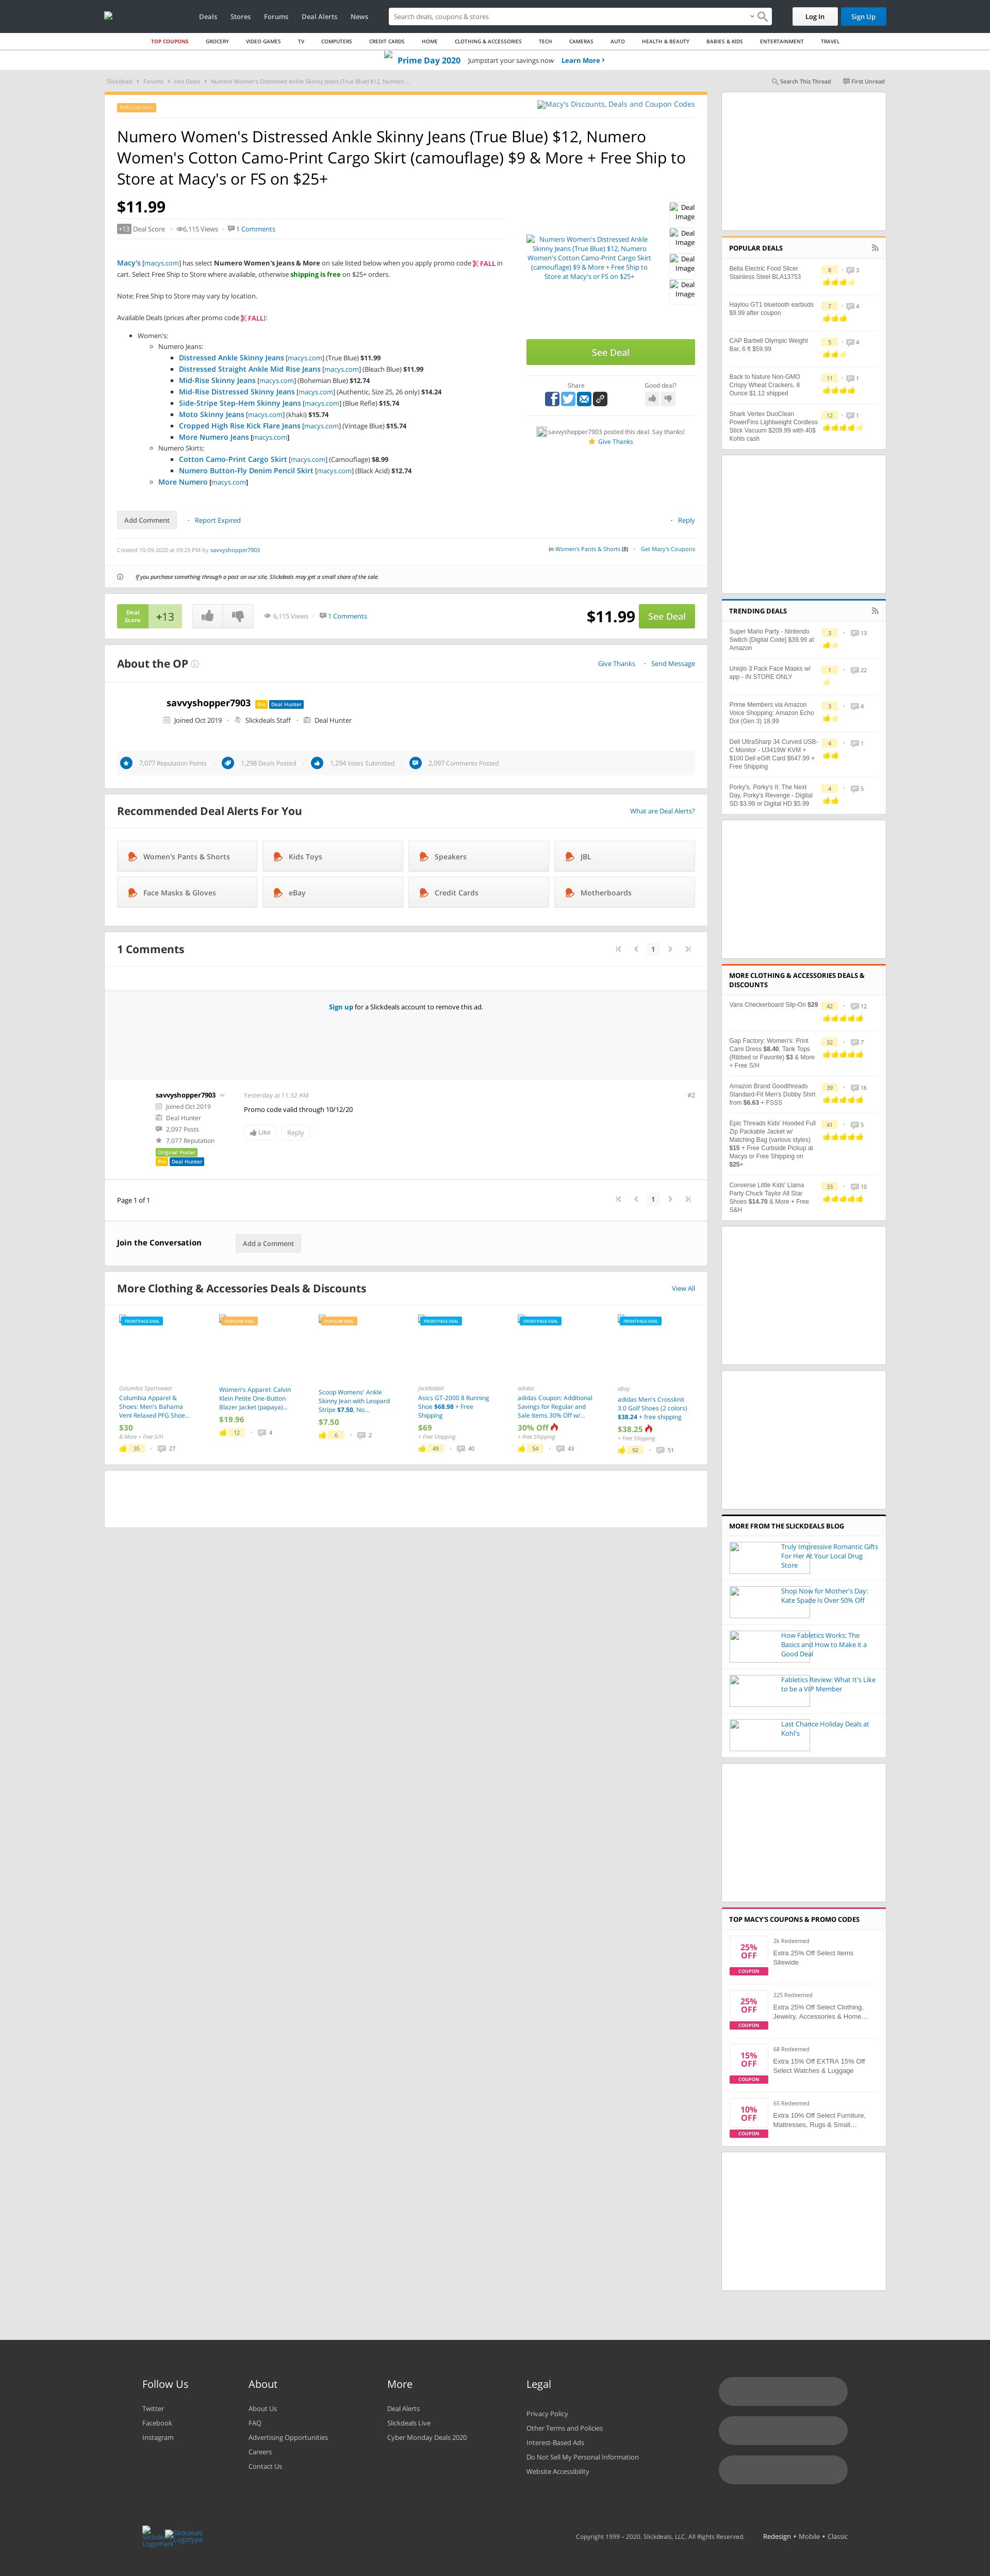 Deals Stores Forums Deal Alerts News
Search deals, coupons & stores
Log In
Sign Up
TOP COUPONS GROCERY VIDEO GAMES TV COMPUTERS CREDIT CARDS HOME CLOTHING & ACCESSORIES TECH CAMERAS AUTO HEALTH & BEAUTY BABIES & KIDS ENTERTAINMENT TRAVEL
Prime Day 2020 Jumpstart your savings now Learn More ›
Slickdeals › Forums › Hot Deals › Numero Women's Distressed Ankle Skinny Jeans (True Blue) $12, Numero ...
Search This Thread First Unread
POPULAR DEAL
Macy's Discounts, Deals and Coupon Codes
Numero Women's Distressed Ankle Skinny Jeans (True Blue) $12, Numero
Women's Cotton Camo-Print Cargo Skirt (camouflage) $9 & More + Free Ship to
Store at Macy's or FS on $25+
$11.99
+13 Deal Score · 6,115 Views · 1 Comments
Macy's [macys.com] has select Numero Women's Jeans & More on sale listed below when you apply promo code FALL in
cart. Select Free Ship to Store where available, otherwise shipping is free on $25+ orders.
Note: Free Ship to Store may vary by location.
Available Deals (prices after promo code FALL):
Women's:
Numero Jeans:
Distressed Ankle Skinny Jeans [macys.com] (True Blue) $11.99
Distressed Straight Ankle Mid Rise Jeans [macys.com] (Bleach Blue) $11.99
Mid-Rise Skinny Jeans [macys.com] (Bohemian Blue) $12.74
Mid-Rise Distressed Skinny Jeans [macys.com] (Authentic, Size 25, 26 only) $14.24
Side-Stripe Step-Hem Skinny Jeans [macys.com] (Blue Refle) $15.74
Moto Skinny Jeans [macys.com] (khaki) $15.74
Cropped High Rise Kick Flare Jeans [macys.com] (Vintage Blue) $15.74
More Numero Jeans [macys.com]
Numero Skirts:
Cotton Camo-Print Cargo Skirt [macys.com] (Camouflage) $8.99
Numero Button-Fly Denim Pencil Skirt [macys.com] (Black Acid) $12.74
More Numero [macys.com]
Numero Women's Distressed Ankle
Skinny Jeans (True Blue) $12, Numero
Women's Cotton Camo-Print Cargo Skirt
(camouflage) $9 & More + Free Ship to
Store at Macy's or FS on $25+
Deal
Image
Deal
Image
Deal
Image
Deal
Image
See Deal
Share
Good deal?
savvyshopper7903 posted this deal. Say thanks!
Give Thanks
Add Comment · Report Expired
· Reply
Created 10-09-2020 at 09:29 PM by savvyshopper7903
in Women's Pants & Shorts (8) · Get Macy's Coupons
If you purchase something through a post on our site, Slickdeals may get a small share of the sale.
Deal
Score
+13
6,115 Views · 1 Comments
$11.99
See Deal
About the OP
Give Thanks · Send Message
savvyshopper7903 Pro Deal Hunter
Joined Oct 2019 · Slickdeals Staff · Deal Hunter
7,077 Reputation Points · 1,298 Deals Posted · 1,294 Votes Submitted · 2,097 Comments Posted
Recommended Deal Alerts For You
What are Deal Alerts?
Women's Pants & Shorts
Kids Toys
Speakers
JBL
Face Masks & Gloves
eBay
Credit Cards
Motherboards
1 Comments
1
Sign up for a Slickdeals account to remove this ad.
savvyshopper7903
Joined Oct 2019
Deal Hunter
2,097 Posts
7,077 Reputation
Original Poster
Pro Deal Hunter
Yesterday at 11:32 AM
#2
Promo code valid through 10/12/20
Like
Reply
Page 1 of 1
1
Join the Conversation
Add a Comment
More Clothing & Accessories Deals & Discounts
View All
FRONTPAGE DEAL
Columbia Sportswear
Columbia Apparel &
Shoes: Men's Bahama
Vent Relaxed PFG Shoe...
$30
& More + Free S/H
35 · 27
POPULAR DEAL
Women's Apparel: Calvin
Klein Petite One-Button
Blazer Jacket (papaya)...
$19.96
12 · 4
POPULAR DEAL
Scoop Womens' Ankle
Skinny Jean with Leopard
Stripe $7.50, No...
$7.50
6 · 2
FRONTPAGE DEAL
JackRabbit
Asics GT-2000 8 Running
Shoe $68.98 + Free
Shipping
$69
+ Free Shipping
49 · 40
FRONTPAGE DEAL
adidas
adidas Coupon: Additional
Savings for Regular and
Sale Items 30% Off w/...
30% Off
+ Free Shipping
54 · 43
FRONTPAGE DEAL
eBay
adidas Men's Crossknit
3.0 Golf Shoes (2 colors)
$38.24 + free shipping
$38.25
+ Free Shipping
92 · 51
POPULAR DEALS
Bella Electric Food Slicer
Stainless Steel BLA13753
8 · 3
Haylou GT1 bluetooth earbuds
$9.99 after coupon
7 · 4
CAP Barbell Olympic Weight
Bar, 6 ft $59.99
5 · 4
Back to Nature Non-GMO
Crispy Wheat Crackers, 8
Ounce $1.12 shipped
11 · 1
Shark Vertex DuoClean
PowerFins Lightweight Cordless
Stick Vacuum $209.99 with 40$
Kohls cash
12 · 1
TRENDING DEALS
Super Mario Party - Nintendo
Switch [Digital Code] $39.99 at
Amazon
3 · 13
Uniqlo 3 Pack Face Masks w/
app - IN STORE ONLY
1 · 22
Prime Members via Amazon
Voice Shopping: Amazon Echo
Dot (Gen 3) 18.99
3 · 4
Dell UltraSharp 34 Curved USB-
C Monitor - U3419W KVM +
$100 Dell eGift Card $647.99 +
Free Shipping
4 · 1
Porky's, Porky's II: The Next
Day, Porky's Revenge - Digital
SD $3.99 or Digital HD $5.99
4 · 5
MORE CLOTHING & ACCESSORIES DEALS &
DISCOUNTS
Vans Checkerboard Slip-On $29
42 · 12
Gap Factory: Women's: Print
Cami Dress $8.40, Tank Tops
(Ribbed or Favorite) $3 & More
+ Free S/H
32 · 7
Amazon Brand Goodthreads
Standard-Fit Men's Dobby Shirt
from $6.63 + FSSS
39 · 16
Epic Threads Kids' Hooded Full
Zip Packable Jacket w/
Matching Bag (various styles)
$15 + Free Curbside Pickup at
Macys or Free Shipping on
$25+
41 · 5
Converse Little Kids' Llama
Party Chuck Taylor All Star
Shoes $14.70 & More + Free
S&H
33 · 10
MORE FROM THE SLICKDEALS BLOG
Truly Impressive Romantic Gifts
For Her At Your Local Drug
Store
Shop Now for Mother's Day:
Kate Spade Is Over 50% Off
How Fabletics Works: The
Basics and How to Make it a
Good Deal
Fabletics Review: What It's Like
to be a VIP Member
Last Chance Holiday Deals at
Kohl's
TOP MACY'S COUPONS & PROMO CODES
25%
OFF
COUPON
2k Redeemed
Extra 25% Off Select Items
Sitewide
25%
OFF
COUPON
225 Redeemed
Extra 25% Off Select Clothing,
Jewelry, Accessories & Home...
15%
OFF
COUPON
68 Redeemed
Extra 15% Off EXTRA 15% Off
Select Watches & Luggage
10%
OFF
COUPON
65 Redeemed
Extra 10% Off Select Furniture,
Mattresses, Rugs & Small...
Follow Us
Twitter
Facebook
Instagram
About
About Us
FAQ
Advertising Opportunities
Careers
Contact Us
More
Deal Alerts
Slickdeals Live
Cyber Monday Deals 2020
Legal
Privacy Policy
Other Terms and Policies
Interest-Based Ads
Do Not Sell My Personal Information
Website Accessibility
Slickdeals
Logomark
Slickdeals
Logotype
Copyright 1999 – 2020. Slickdeals, LLC. All Rights Reserved.
Redesign • Mobile • Classic